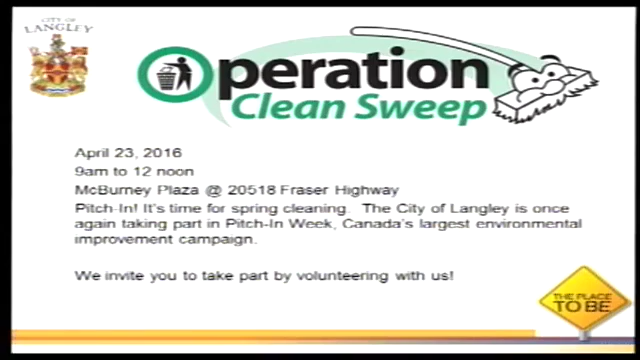 CITY OF
LANGLEY
Operation
Clean Sweep
April 23, 2016
9am to 12 noon
McBurney Plaza @ 20518 Fraser Highway
Pitch-In! It's time for spring cleaning. The City of Langley is once
again taking part in Pitch-In Week, Canada's largest environmental
improvement campaign.
We invite you to take part by volunteering with us!
THE PLACE
TO BE